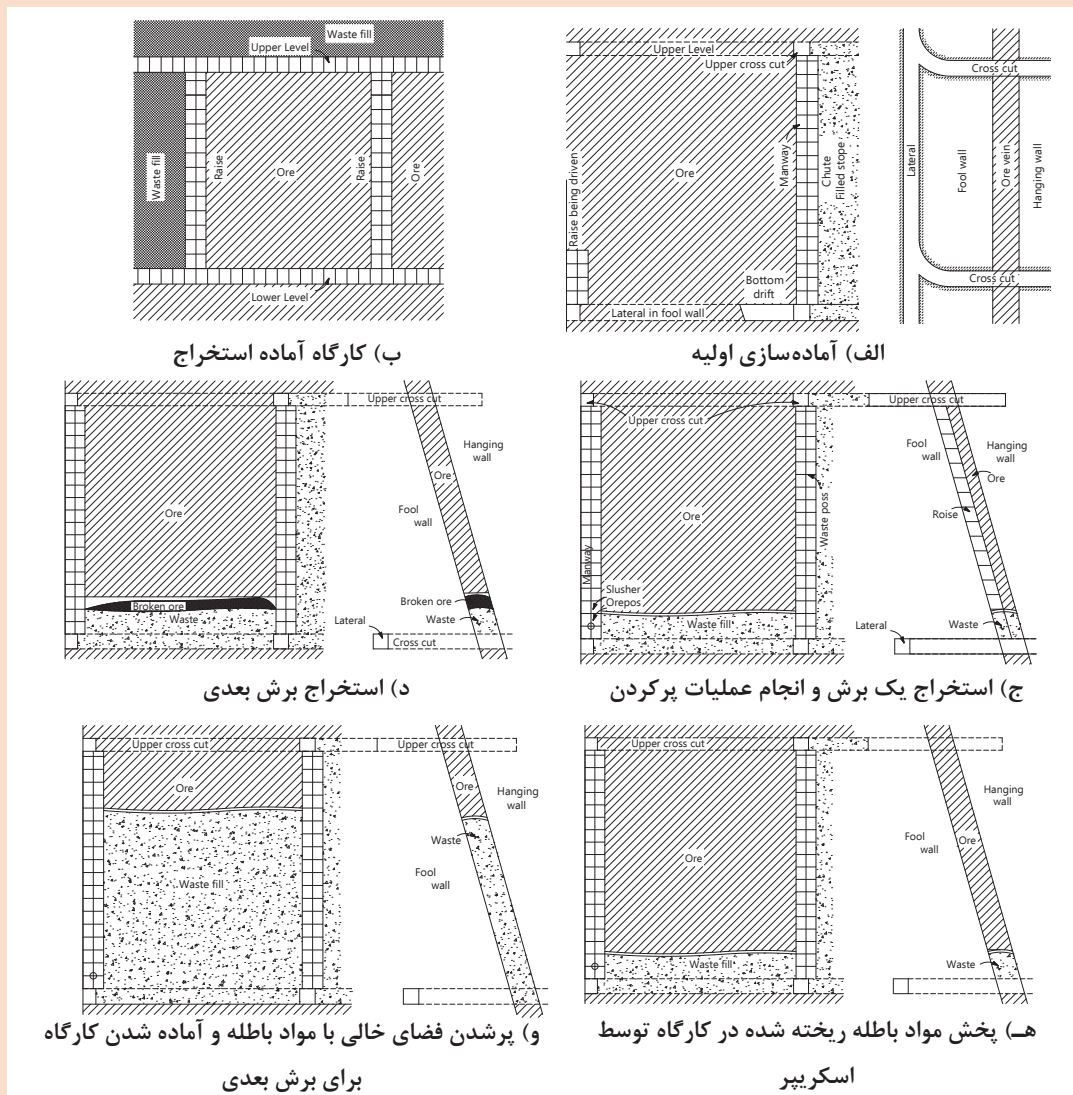 Upper Level
Upper cross cut
Raise being driven
Ore
Manway
Chute
Filled stope
Bottom
drift
Lateral in fool wall
Lateral
Fool wall
Ore vein
Hanging wall
Cross cut
Cross cut
الف) آماده‌سازی اولیه
Waste fill
Upper Level
Waste fill
Raise
Ore
Raise
Ore
Lower Level
ب) کارگاه آماده استخراج
Upper cross cut
Ore
Manway
Slusher
Orepos
Waste fill
Waste poss
Upper cross cut
Fool
wall
Hanging
wall
Ore
Roise
Lateral
Waste
ج) استخراج یک برش و انجام عملیات پرکردن
Ore
Broken ore
Waste
Upper cross cut
Hanging
wall
Ore
Fool
wall
Broken ore
Waste
Lateral
Cross cut
د) استخراج برش بعدی
Upper cross cut
Ore
Waste fill
Hanging
wall
Fool
wall
Ore
Waste
هـ) پخش مواد باطله ریخته شده در کارگاه توسط
اسکریپر
Upper cross cut
Ore
Waste fill
Upper cross cut
Ore
Hanging
wall
Waste
Fool
wall
و) پرشدن فضای خالی با مواد باطله و آماده شدن کارگاه
برای برش بعدی